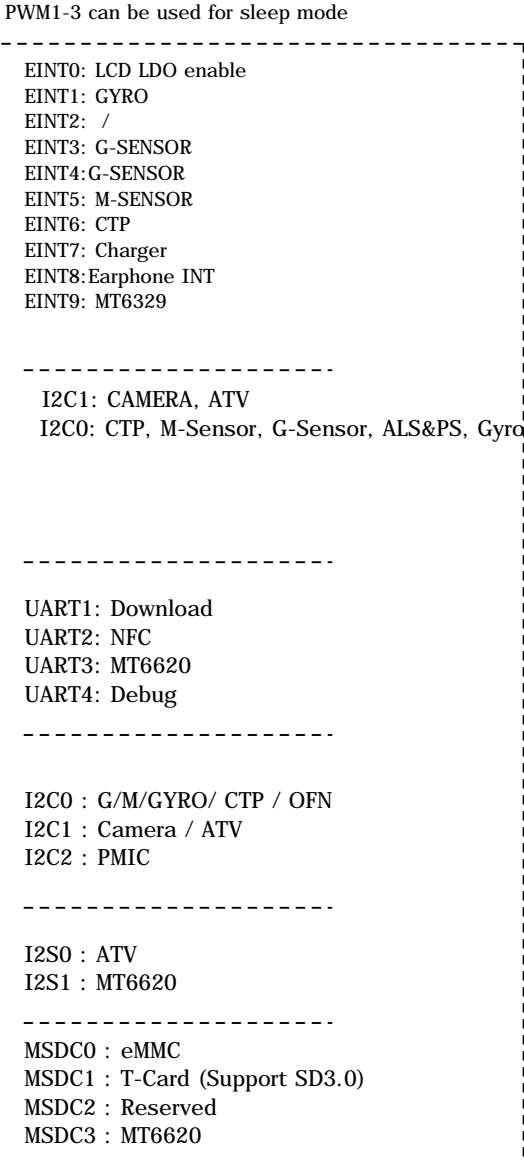 PWM1-3 can be used for sleep mode
EINT0: LCD LDO enable
EINT1: GYRO
EINT2: /
EINT3: G-SENSOR
EINT4:G-SENSOR
EINT5: M-SENSOR
EINT6: CTP
EINT7: Charger
EINT8:Earphone INT
EINT9: MT6329
I2C1: CAMERA, ATV
I2C0: CTP, M-Sensor, G-Sensor, ALS&PS, Gyro
UART1: Download
UART2: NFC
UART3: MT6620
UART4: Debug
I2C0 : G/M/GYRO/ CTP / OFN
I2C1 : Camera / ATV
I2C2 : PMIC
I2S0 : ATV
I2S1 : MT6620
MSDC0 : eMMC
MSDC1 : T-Card (Support SD3.0)
MSDC2 : Reserved
MSDC3 : MT6620